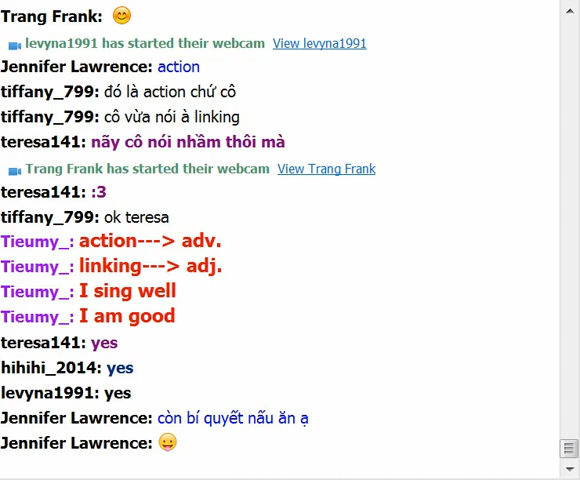 Trang Frank: 😊
levyna1991 has started their webcam View levyna1991
Jennifer Lawrence: action
tiffany_799: đó là action chứ cô
tiffany_799: cô vừa nói à linking
teresa141: nãy cô nói nhầm thôi mà
Trang Frank has started their webcam View Trang Frank
teresa141: :3
tiffany_799: ok teresa
Tieumy_: action---> adv.
Tieumy_: linking---> adj.
Tieumy_: I sing well
Tieumy_: I am good
teresa141: yes
hihihi_2014: yes
levyna1991: yes
Jennifer Lawrence: còn bí quyết nấu ăn ạ
Jennifer Lawrence: 😛